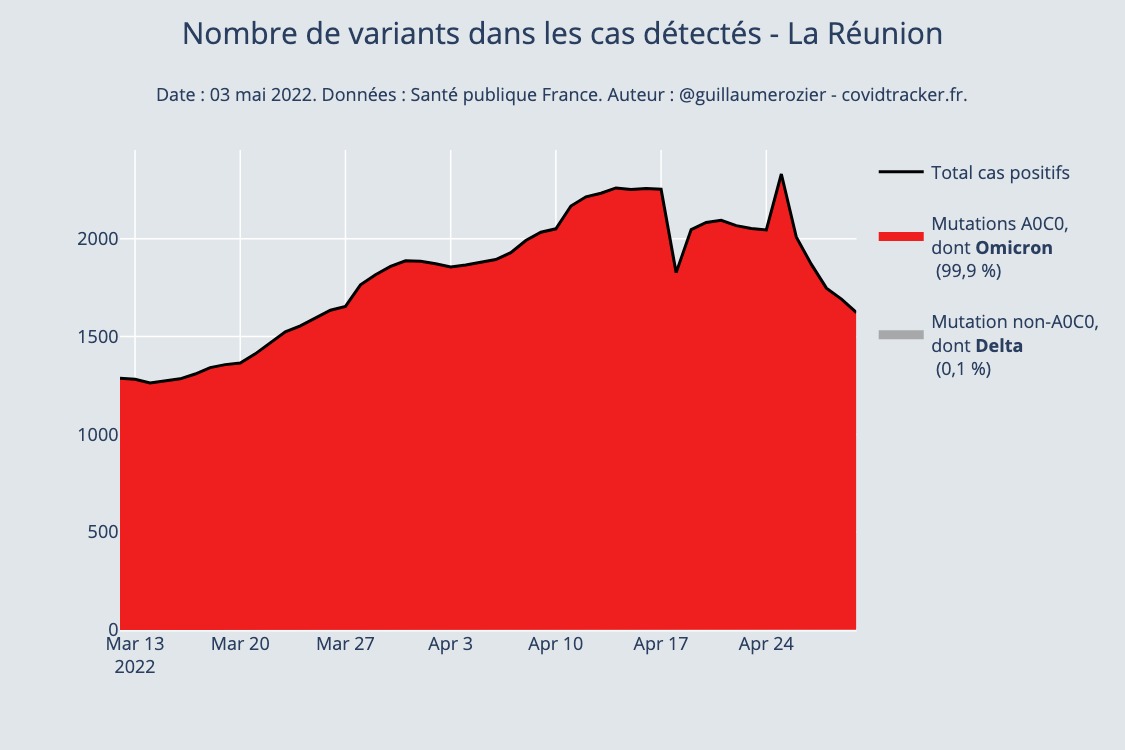 Nombre de variants dans les cas détectés - La Réunion
Date : 03 mai 2022. Données : Santé publique France. Auteur : @guillaumerozier - covidtracker.fr.
Total cas positifs
Mutations A0C0,
dont Omicron
(99,9 %)
Mutation non-A0C0,
dont Delta
(0,1 %)
2000
1500
1000
500
0
Mar 13 Mar 20 Mar 27 Apr 3 Apr 10 Apr 17 Apr 24
2022